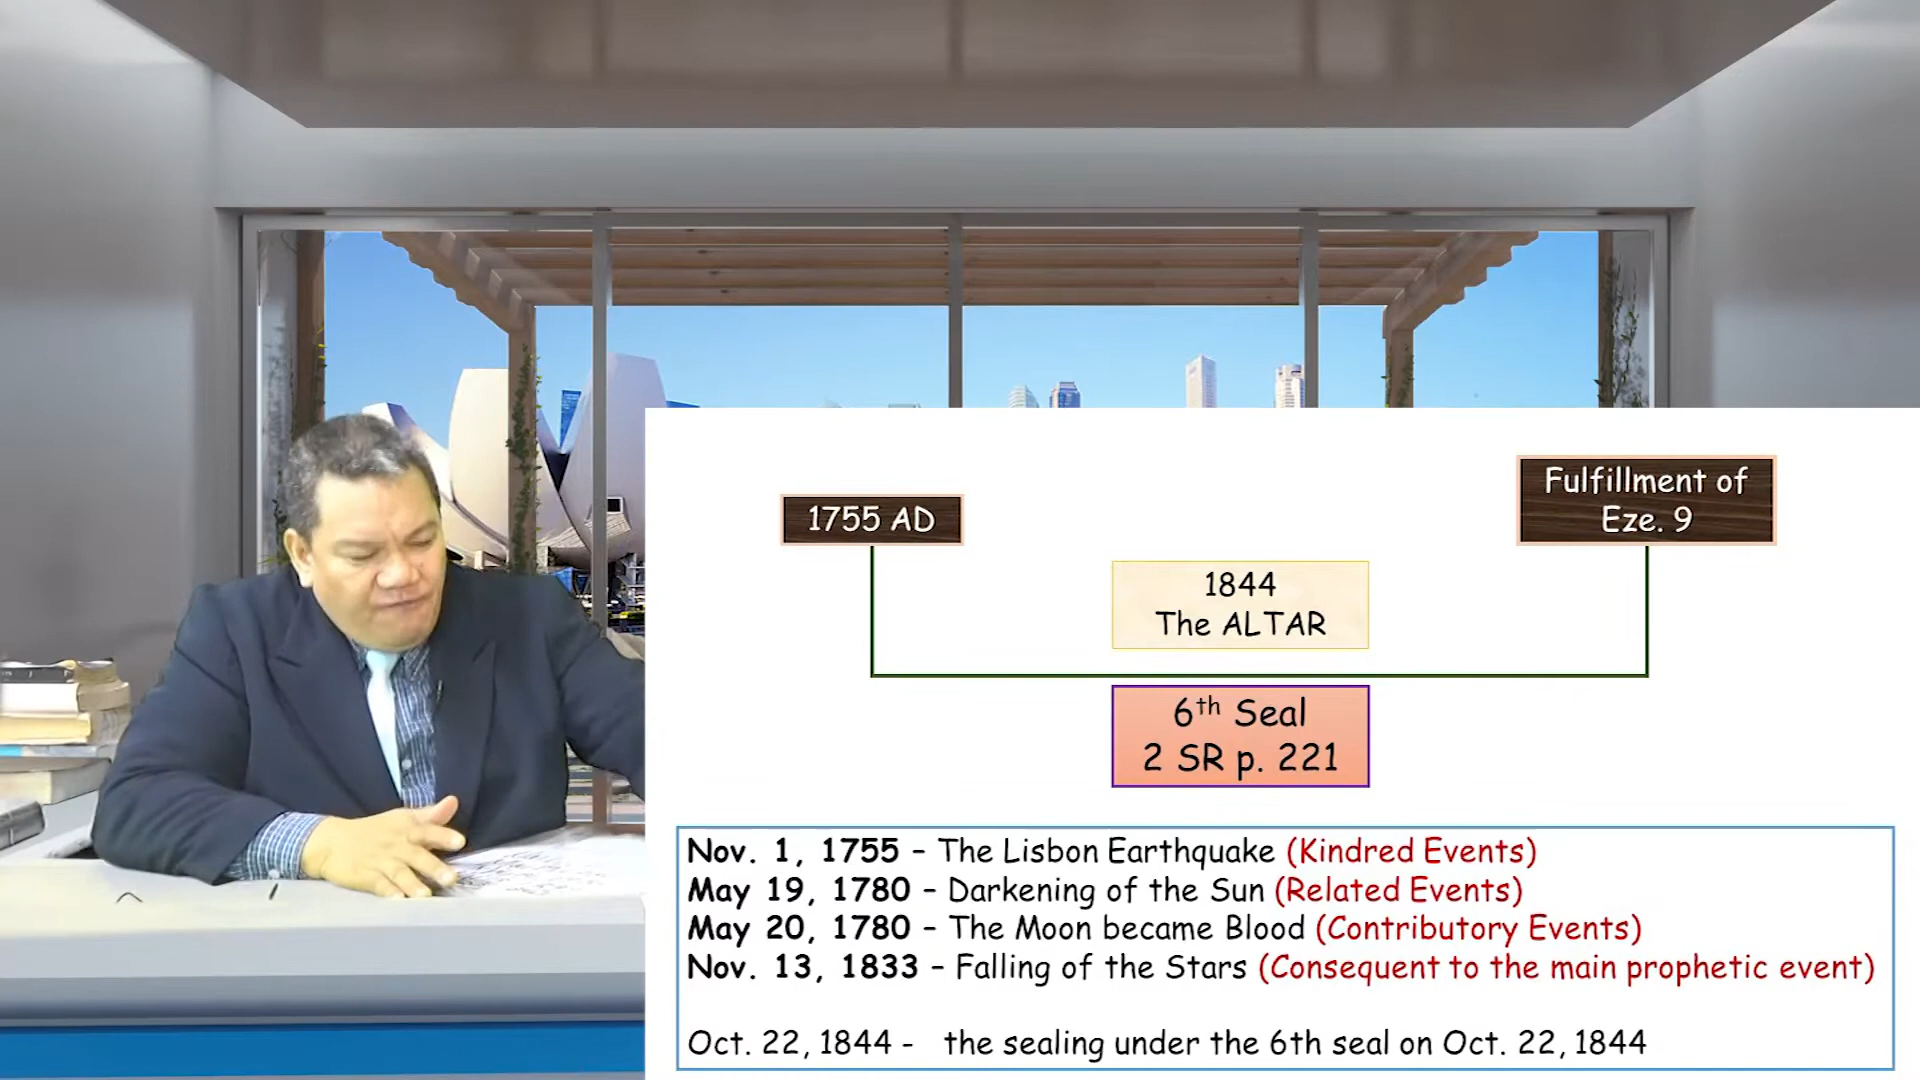 1755 AD
Fulfillment of
Eze. 9
1844
The ALTAR
6th Seal
2 SR p. 221
Nov. 1, 1755 – The Lisbon Earthquake (Kindred Events)
May 19, 1780 – Darkening of the Sun (Related Events)
May 20, 1780 – The Moon became Blood (Contributory Events)
Nov. 13, 1833 – Falling of the Stars (Consequent to the main prophetic event)
Oct. 22, 1844 - the sealing under the 6th seal on Oct. 22, 1844